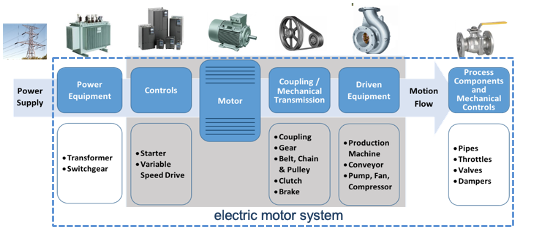 Power
Supply
Power
Equipment
Controls
Motor
Coupling /
Mechanical
Transmission
Driven
Equipment
Motion
Flow
Process
Components
and
Mechanical
Controls
• Transformer
• Switchgear
• Starter
• Variable
Speed Drive
• Coupling
• Gear
• Belt, Chain
& Pulley
• Clutch
• Brake
• Production
Machine
• Conveyor
• Pump, Fan,
Compressor
• Pipes
• Throttles
• Valves
• Dampers
electric motor system